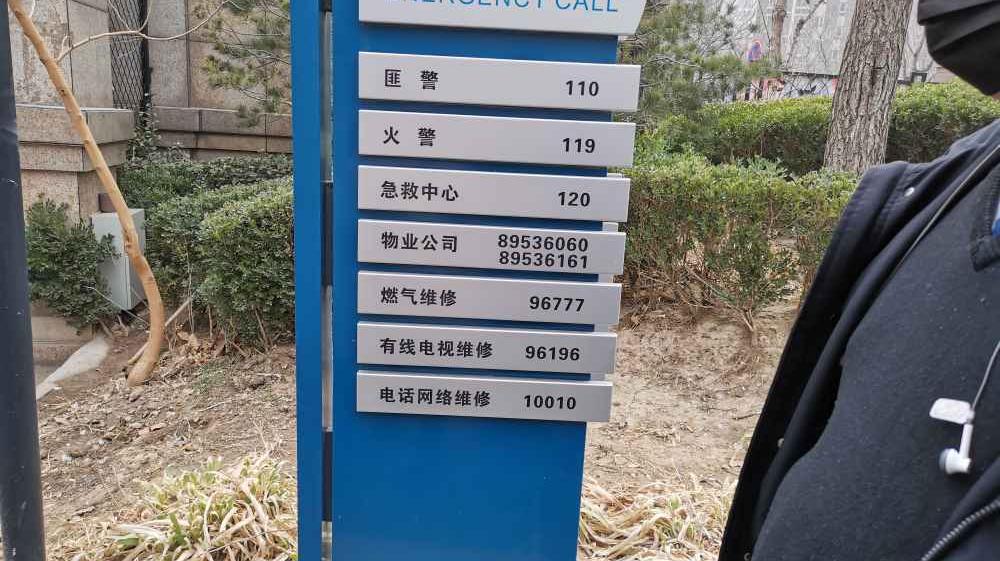 EMERGENCY CALL
匪警 110
火警 119
急救中心 120
物业公司 89536060
89536161
燃气维修 96777
有线电视维修 96196
电话网络维修 10010